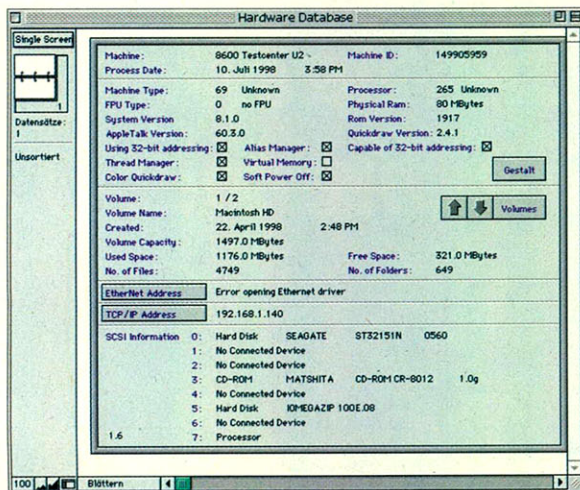 Hardware Database
Single Screen
1
Datensätze:
1
Unsortiert
Machine: 8600 Testcenter U2 Machine ID: 149905959
Process Date: 10. Juli 1998 3:58 PM
Machine Type: 69 Unknown Processor: 265 Unknown
FPU Type: 0 no FPU Physical Ram: 80 MBytes
System Version 8.1.0 Rom Version: 1917
AppleTalk Version: 60.3.0 Quickdraw Version: 2.4.1
Using 32-bit addressing: Alias Manager: Capable of 32-bit addressing:
Thread Manager: Virtual Memory:
Color Quickdraw: Soft Power Off: Gestalt
Volume: 1 / 2
Volume Name: Macintosh HD Volumes
Created: 22. April 1998 2:48 PM
Volume Capacity: 1497.0 MBytes
Used Space: 1176.0 MBytes Free Space: 321.0 MBytes
No. of Files: 4749 No. of Folders: 649
EtherNet Address Error opening Ethernet driver
TCP/IP Address 192.168.1.140
SCSI Information 0: Hard Disk SEAGATE ST32151N 0560
1: No Connected Device
2: No Connected Device
3: CD-ROM MATSHITA CD-ROM CR-8012 1.0g
4: No Connected Device
5: Hard Disk IOMEGAZIP 100E.08
6: No Connected Device
1.6 7: Processor
100 Blättern